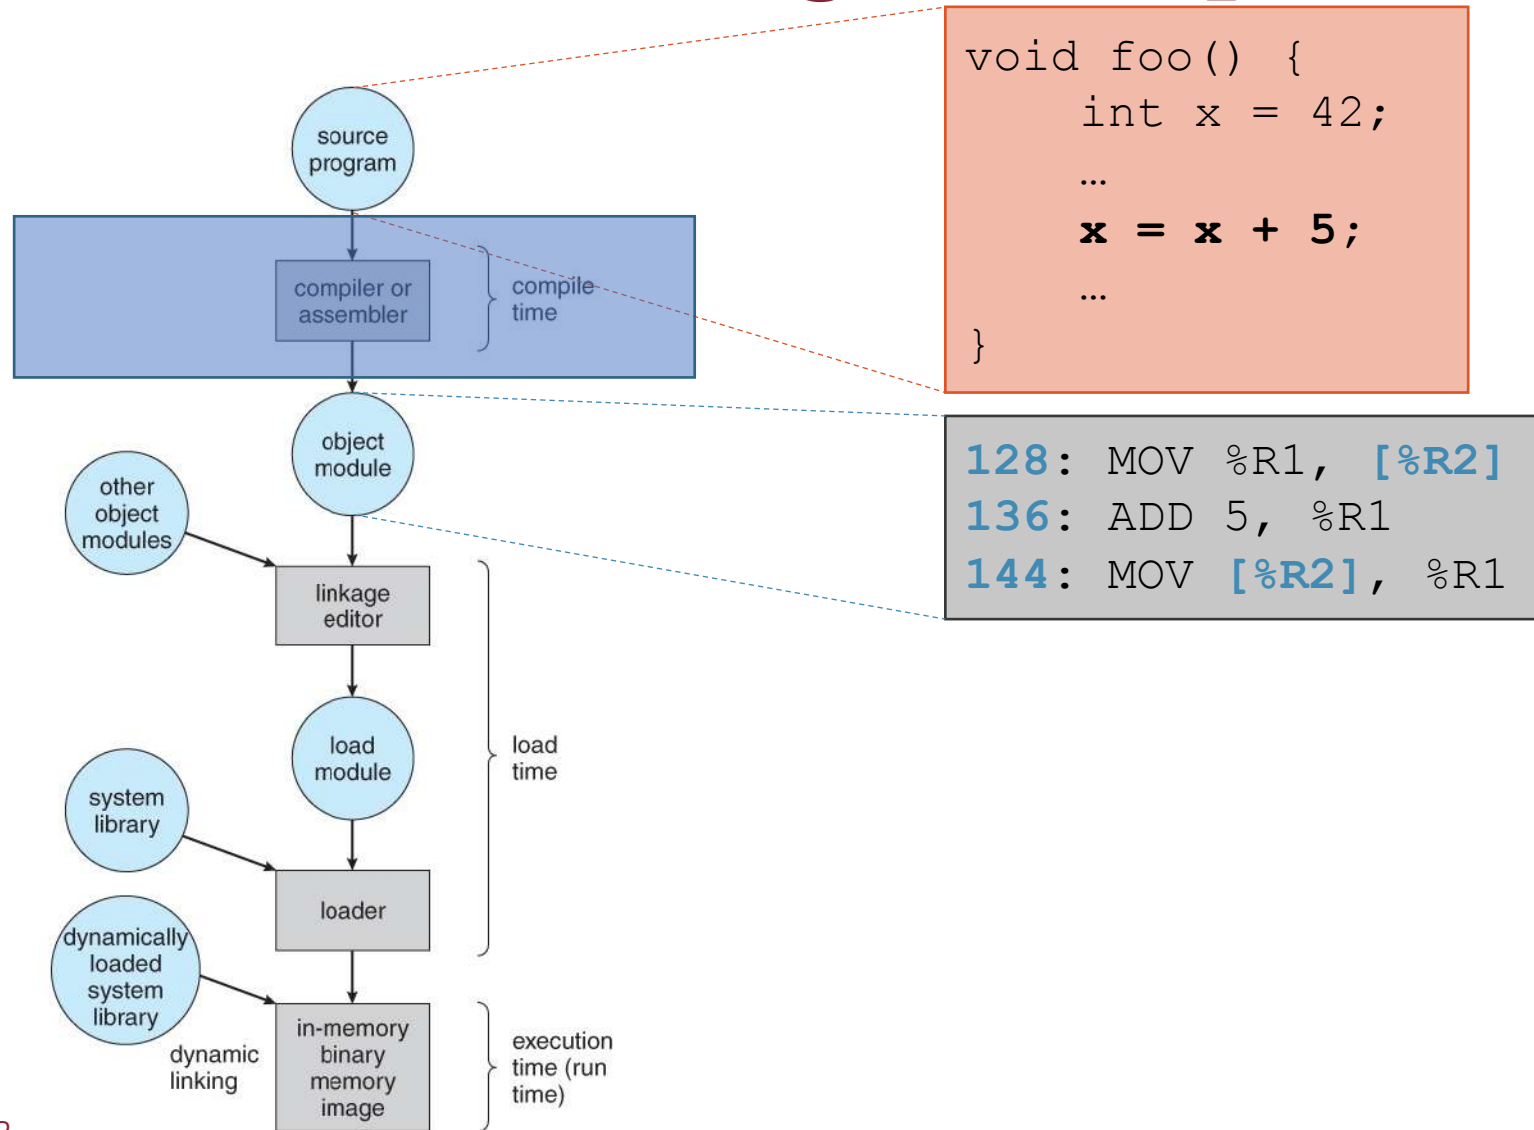 void foo() {
int x = 42;
…
x = x + 5;
…
}
128: MOV %R1, [%R2]
136: ADD 5, %R1
144: MOV [%R2], %R1
source
program
compiler or
assembler
compile
time
object
module
other
object
modules
linkage
editor
load
module
load
time
system
library
loader
dynamically
loaded
system
library
dynamic
linking
in-memory
binary
memory
image
execution
time (run
time)